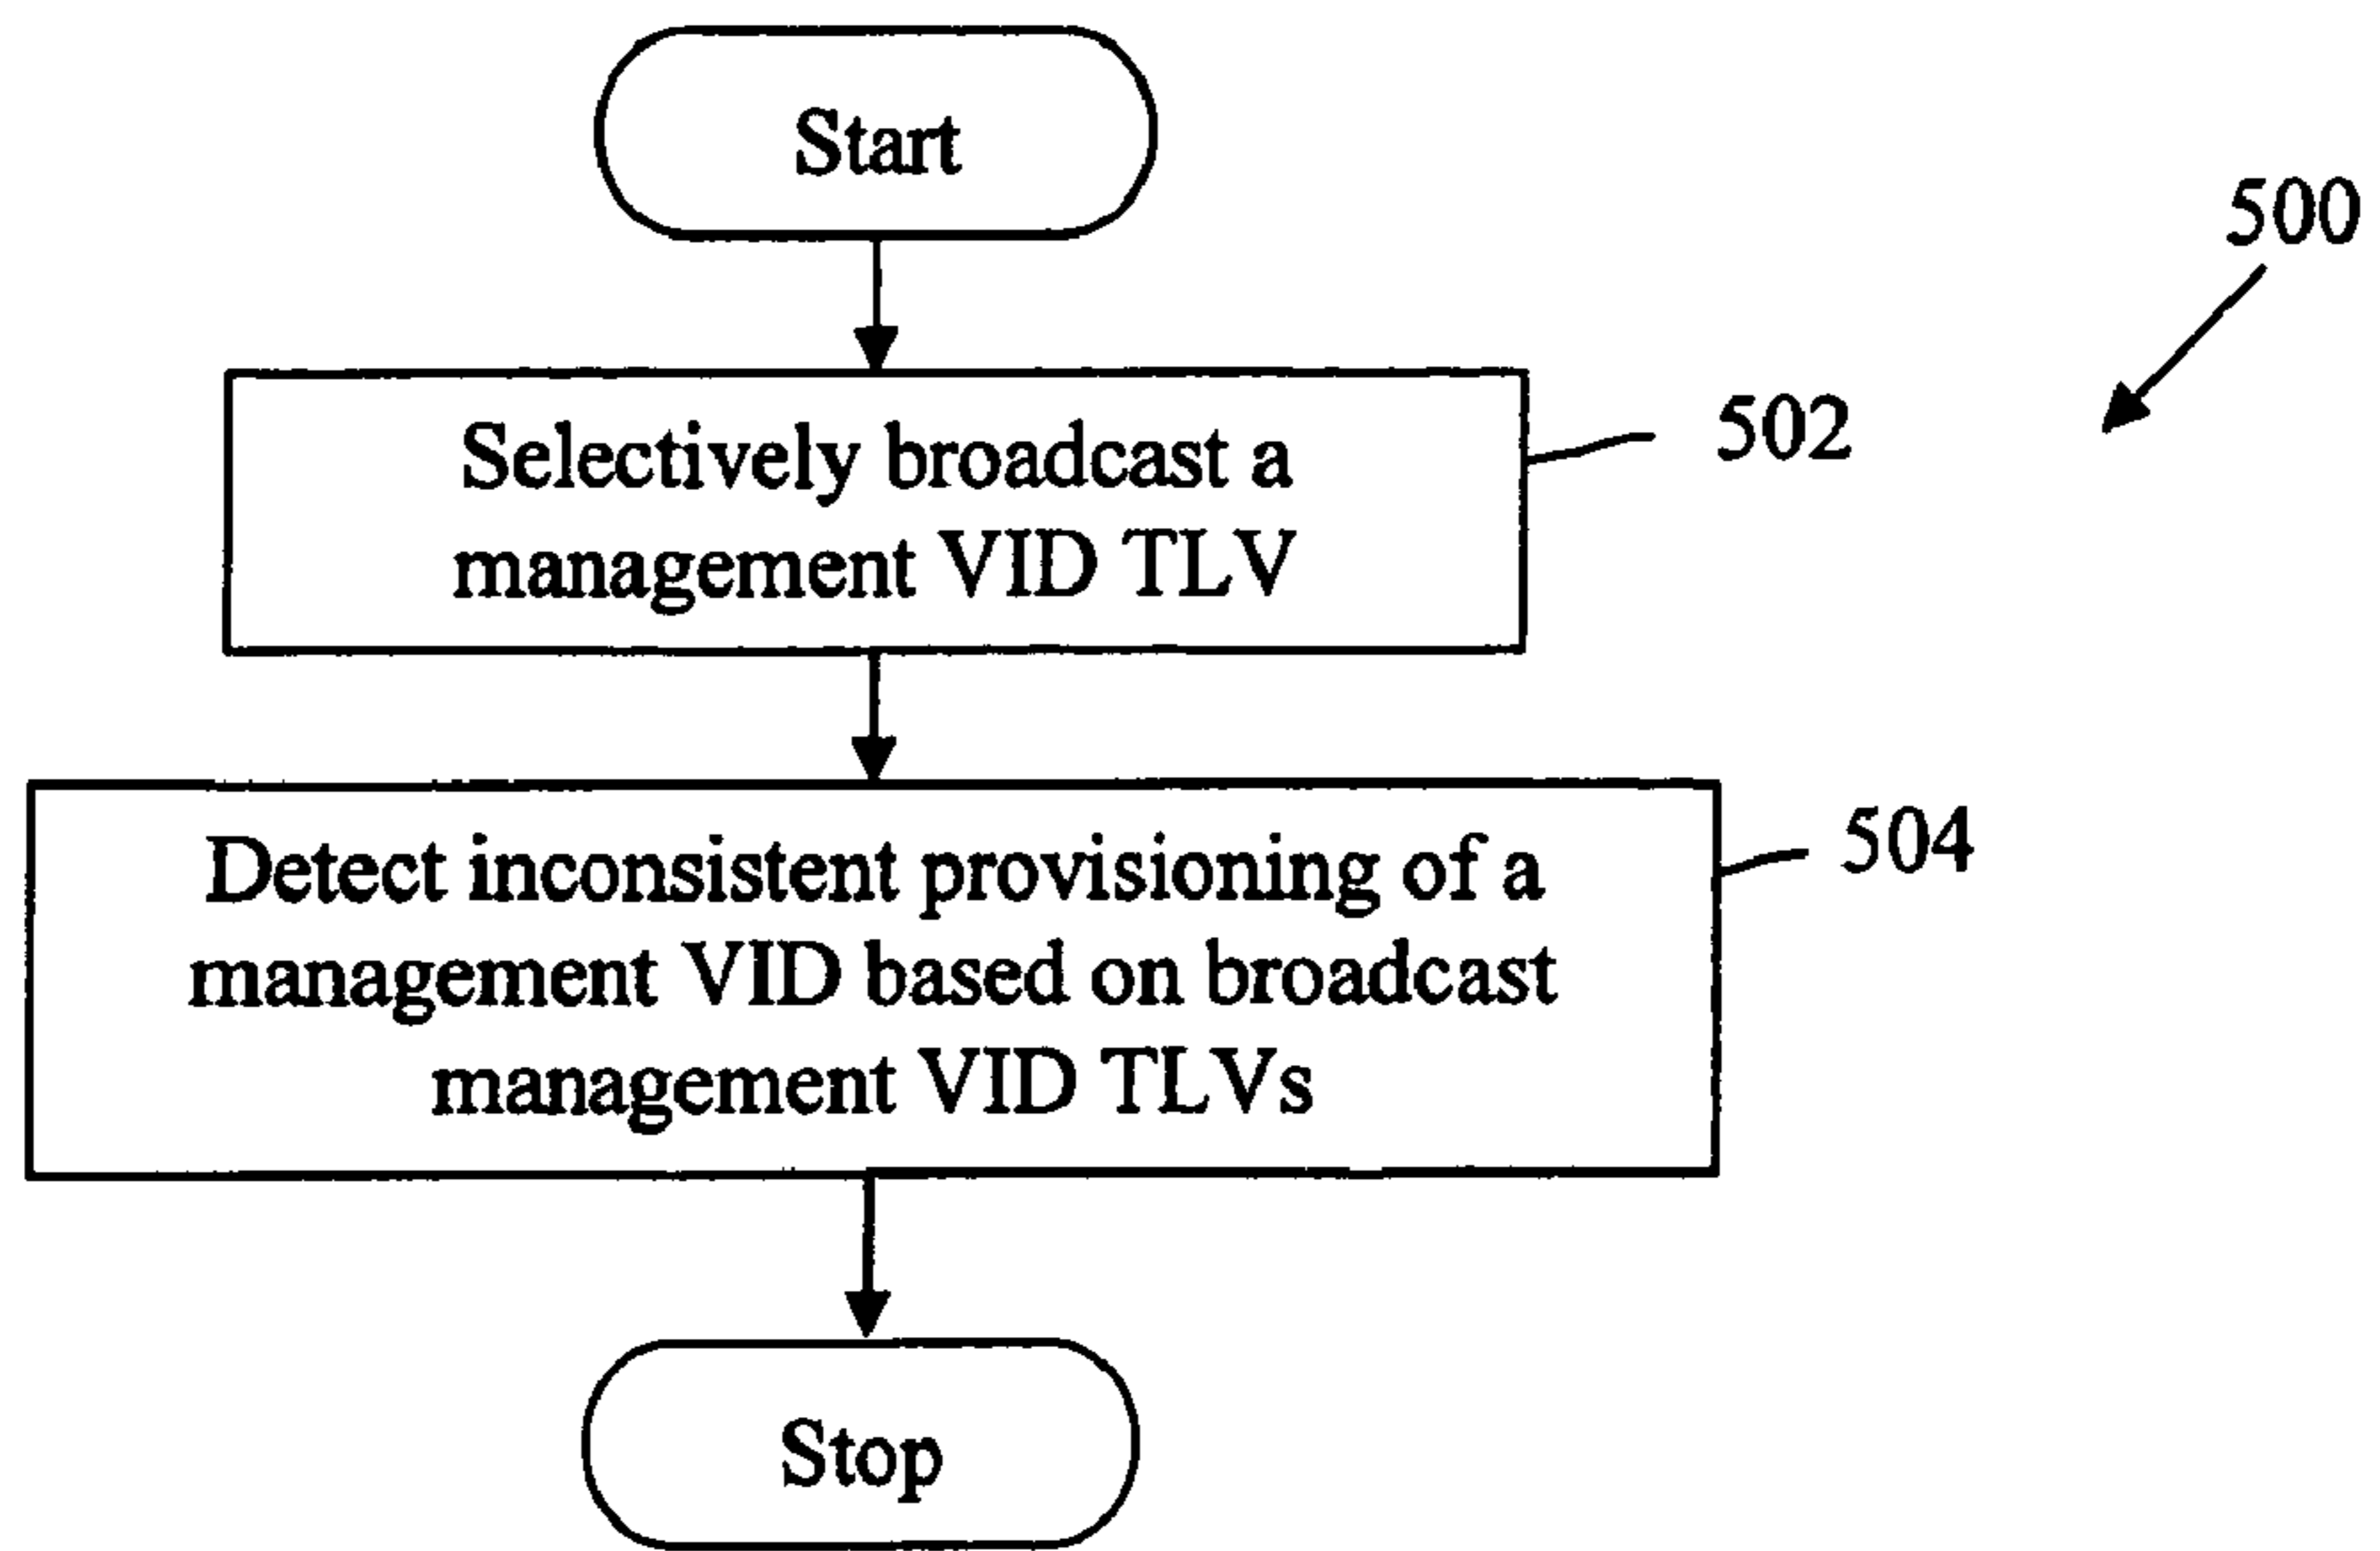 Start
500
Selectively broadcast a
management VID TLV
502
Detect inconsistent provisioning of a
management VID based on broadcast
management VID TLVs
504
Stop